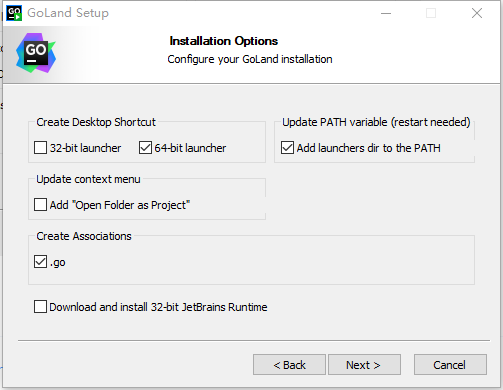 GO
GoLand Setup
GO
Installation Options
Configure your GoLand installation
Create Desktop Shortcut
32-bit launcher
64-bit launcher
Update PATH variable (restart needed)
Add launchers dir to the PATH
Update context menu
Add "Open Folder as Project"
Create Associations
.go
Download and install 32-bit JetBrains Runtime
< Back
Next >
Cancel